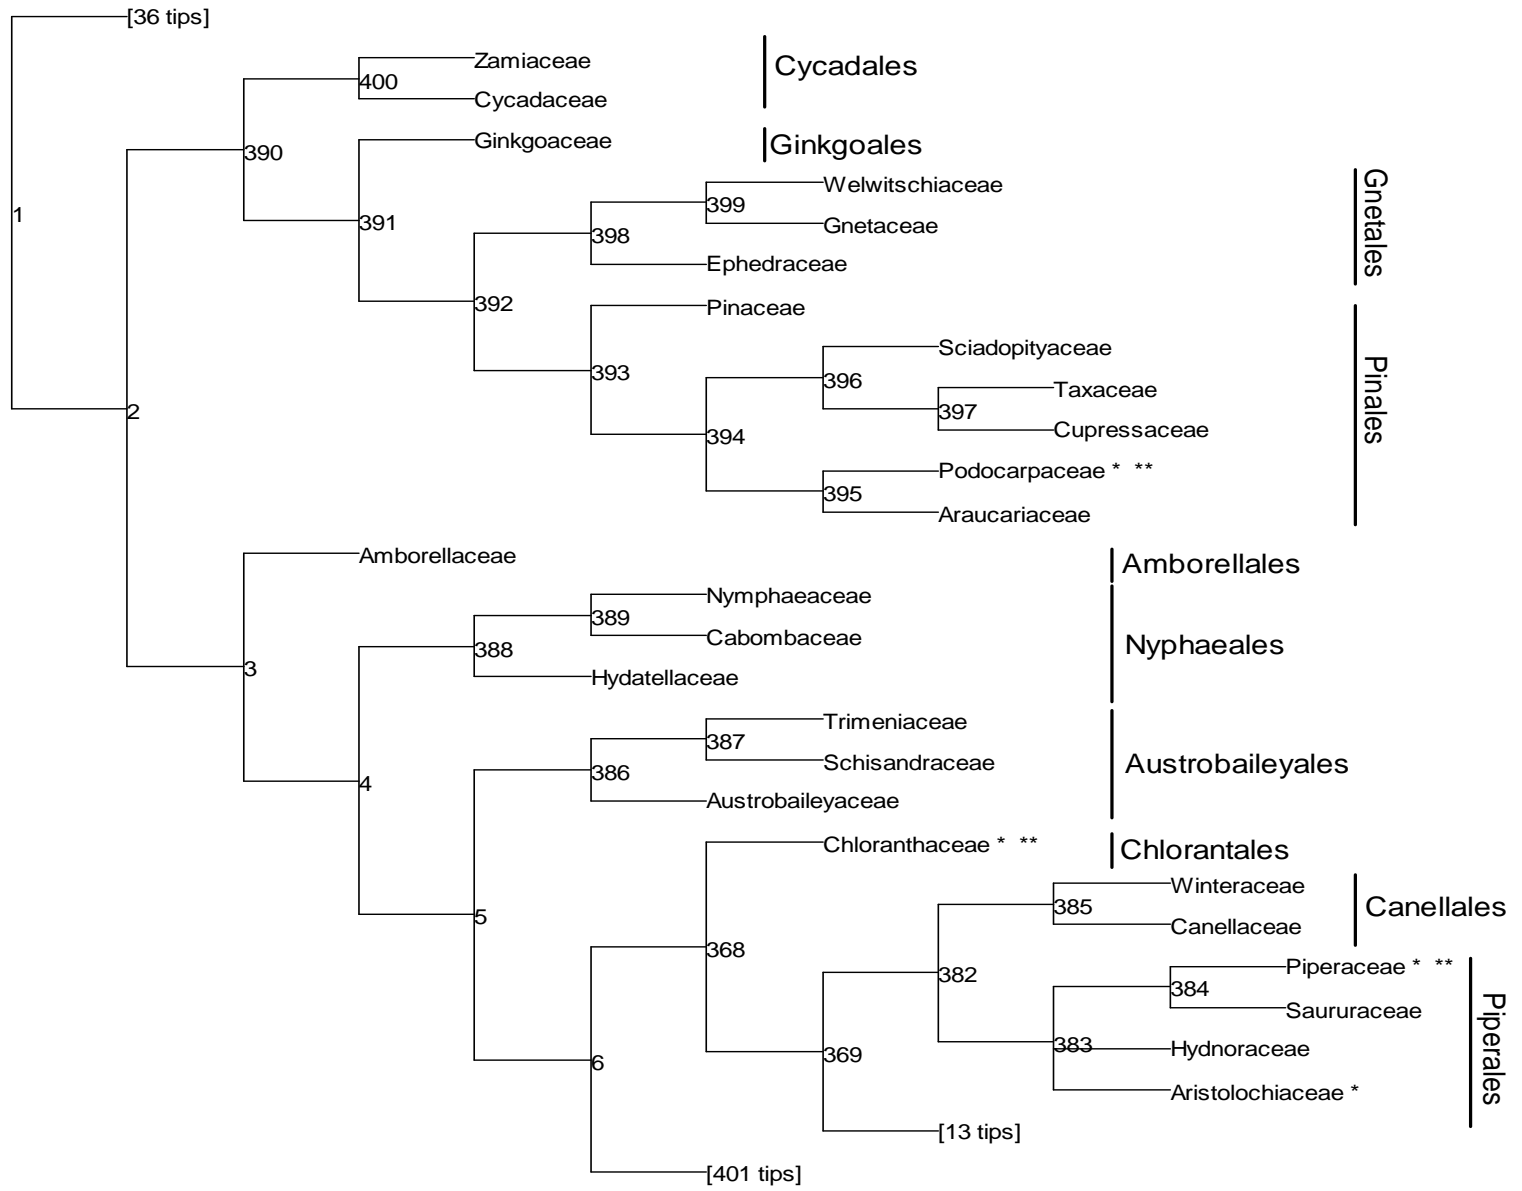 [36 tips]
Zamiaceae
Cycadales
400
Cycadaceae
Ginkgoaceae
Ginkgoales
390
Welwitschiaceae
Gnetales
399
1
391
Gnetaceae
398
Ephedraceae
392
Pinaceae
Sciadopityaceae
Pinales
393
396
Taxaceae
2
397
Cupressaceae
394
Podocarpaceae * **
395
Araucariaceae
Amborellaceae
Amborellales
Nymphaeaceae
389
Cabombaceae
Nyphaeales
388
3
Hydatellaceae
Trimeniaceae
387
Schisandraceae
Austrobaileyales
386
4
Austrobaileyaceae
Chloranthaceae * **
Chlorantales
Winteraceae
385
Canellales
5
Canellaceae
368
Piperaceae * **
382
384
Saururaceae
Piperales
383
Hydnoraceae
369
6
Aristolochiaceae *
[13 tips]
[401 tips]